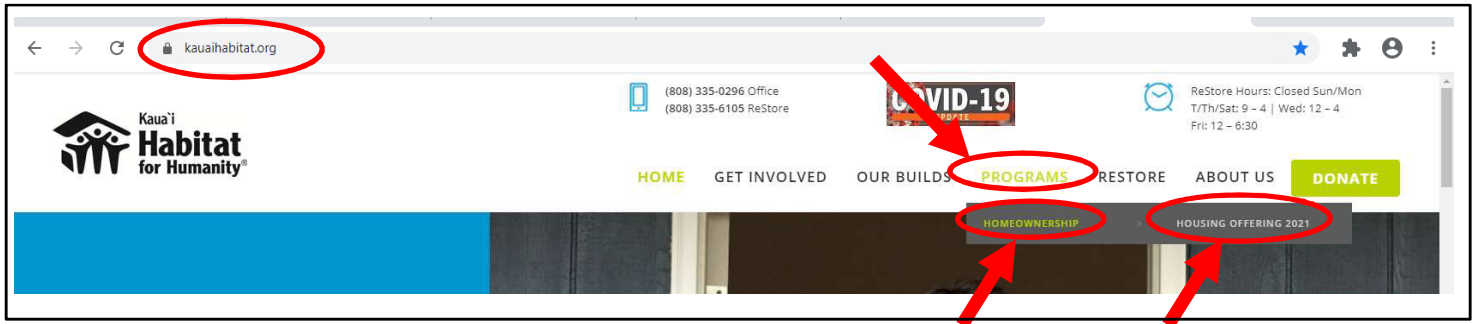 kauaihabitat.org
(808) 335-0296 Office
(808) 335-6105 ReStore
COVID-19
UPDATE
ReStore Hours: Closed Sun/Mon
T/Th/Sat: 9 – 4 | Wed: 12 – 4
Fri: 12 – 6:30
Kaua`i
Habitat
for Humanity®
HOME GET INVOLVED OUR BUILDS PROGRAMS RESTORE ABOUT US DONATE
HOMEOWNERSHIP > HOUSING OFFERING 2021